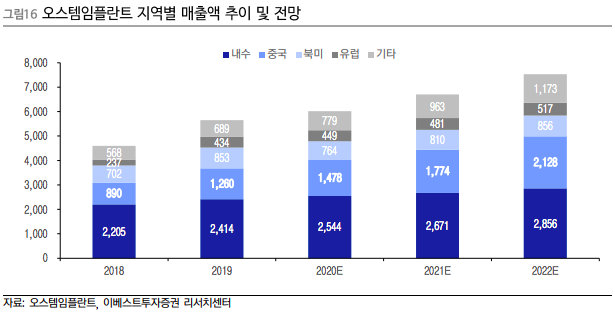 그림16 오스템임플란트 지역별 매출액 추이 및 전망
내수 중국 북미 유럽 기타
8,000
7,000
6,000
5,000
4,000
3,000
2,000
1,000
0
568 689 779 963 1,173
237 434 449 481 517
702 853 764 810 856
890 1,260 1,478 1,774 2,128
2,205 2,414 2,544 2,671 2,856
2018 2019 2020E 2021E 2022E
자료: 오스템임플란트, 이베스트투자증권 리서치센터